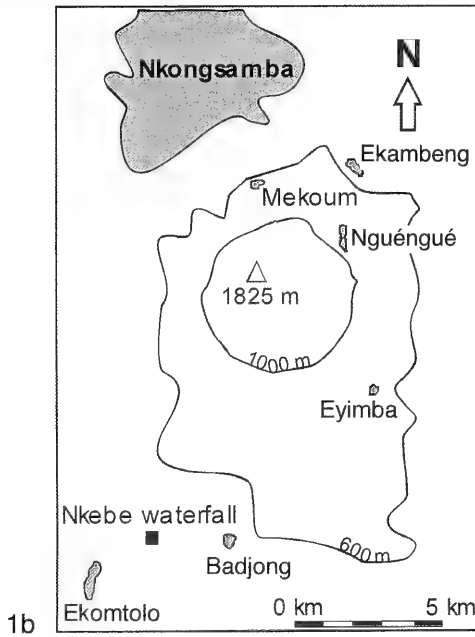 Nkongsamba
N
Ekambeng
Mekoum
Nguéngué
1825 m
1000 m
Eyimba
Nkebe waterfall
600 m
Badjong
Ekomtolo
0 km 5 km
1b